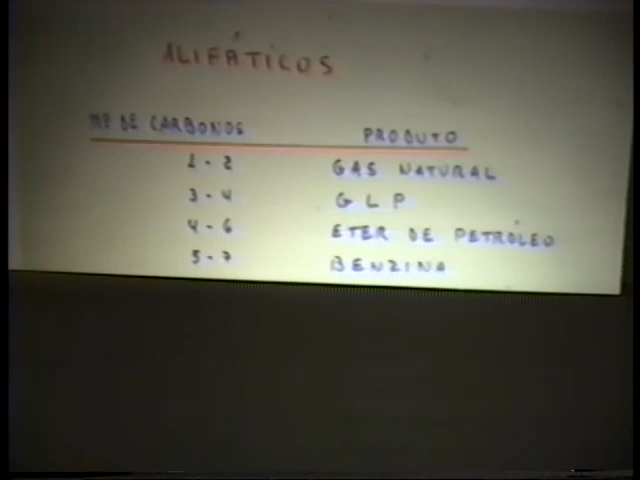 ALIFÁTICOS
Nº DE CARBONOS PRODUTO
1 - 2 GAS NATURAL
3 - 4 G L P
4 - 6 ETER DE PETRÓLEO
5 - 7 BENZINA